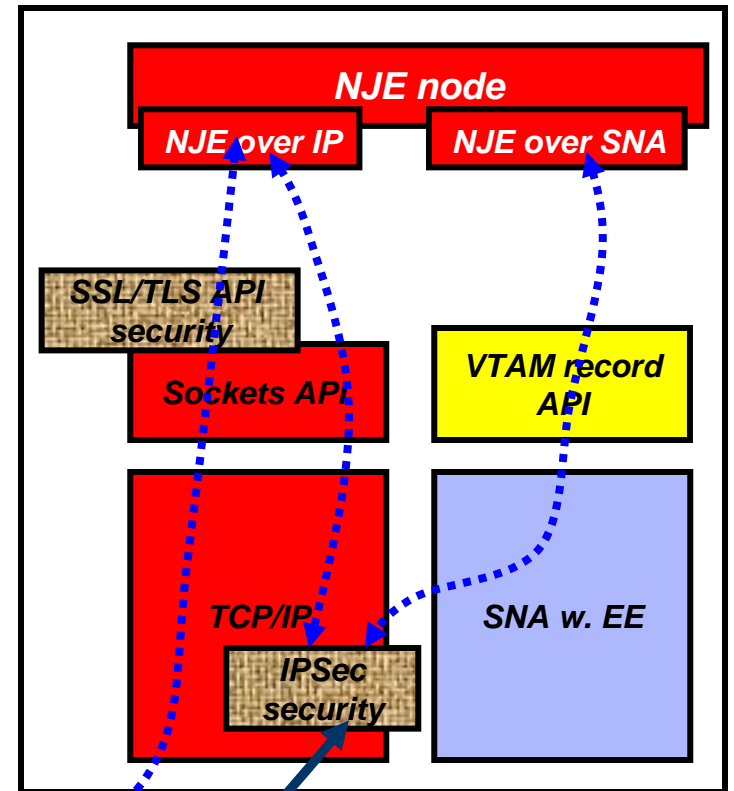 NJE node
NJE over IP
NJE over SNA
SSL/TLS API
security
Sockets API
VTAM record
API
TCP/IP
SNA w. EE
IPSec
security